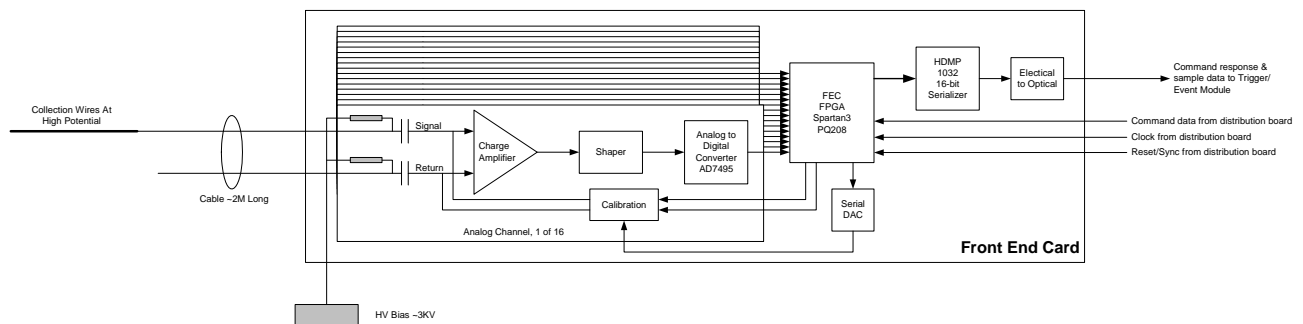 Collection Wires At
High Potential
Cable ~2M Long
HV Bias ~3KV
Signal
Return
Charge
Amplifier
Shaper
Analog to
Digital
Converter
AD7495
Calibration
Analog Channel, 1 of 16
FEC
FPGA
Spartan3
PQ208
Serial
DAC
HDMP
1032
16-bit
Serializer
Electical
to Optical
Front End Card
Command response &
sample data to Trigger/
Event Module
Command data from distribution board
Clock from distribution board
Reset/Sync from distribution board